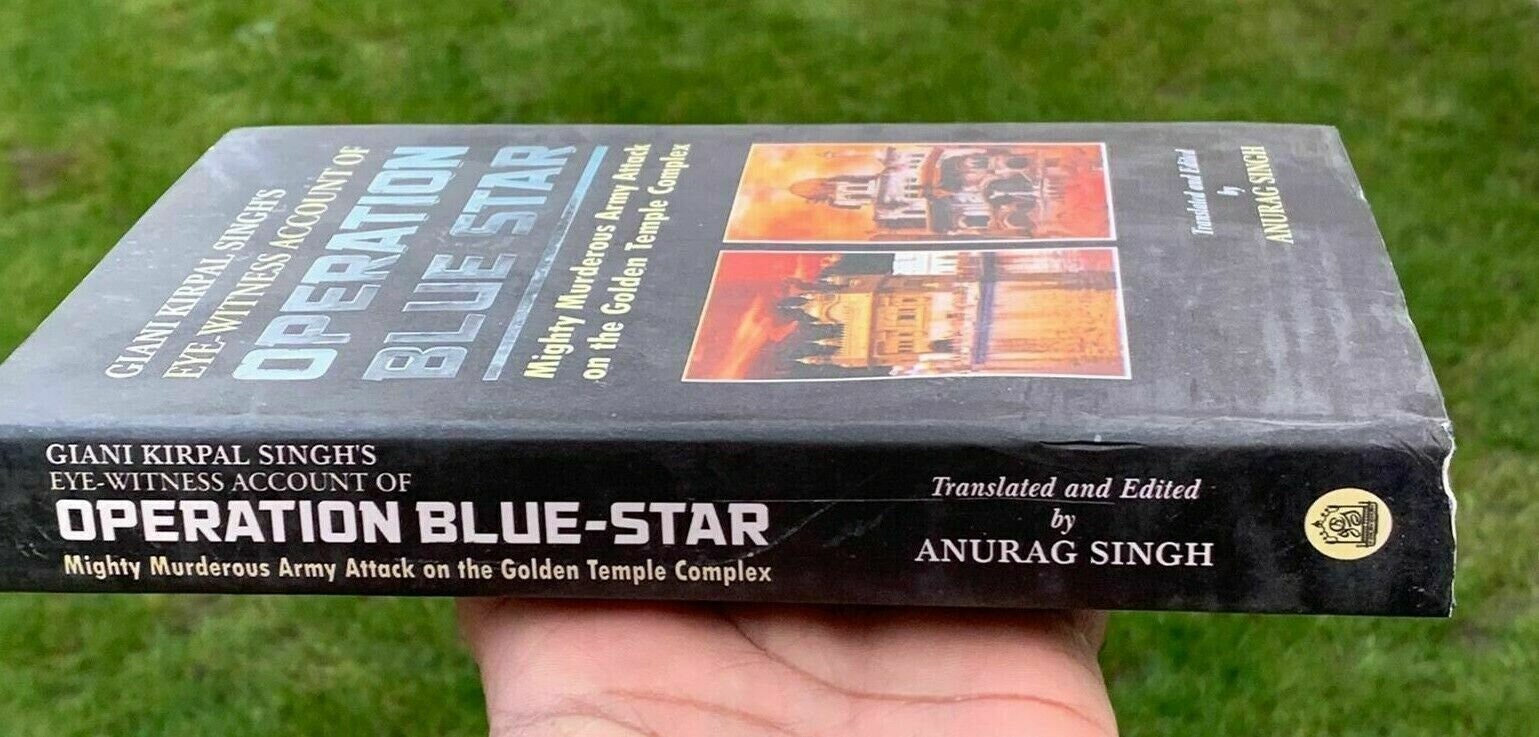 GIANI KIRPAL SINGH'S
EYE-WITNESS ACCOUNT OF
OPERATION
BLUE STAR
Mighty Murderous Army Attack
on the Golden Temple Complex
Translated and Edited
by
ANURAG SINGH
GIANI KIRPAL SINGH'S
EYE-WITNESS ACCOUNT OF
OPERATION BLUE-STAR
Mighty Murderous Army Attack on the Golden Temple Complex
Translated and Edited
by
ANURAG SINGH